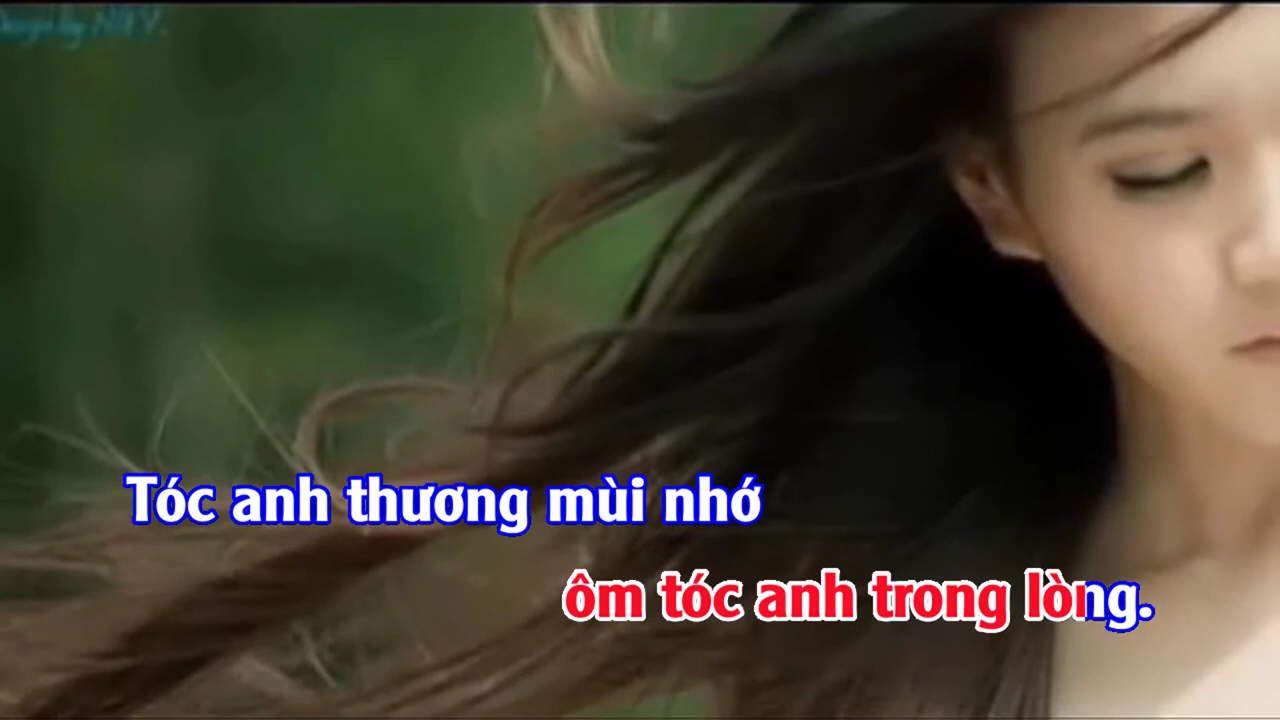 Tóc anh thương mùi nhớ
ôm tóc anh trong lòng.